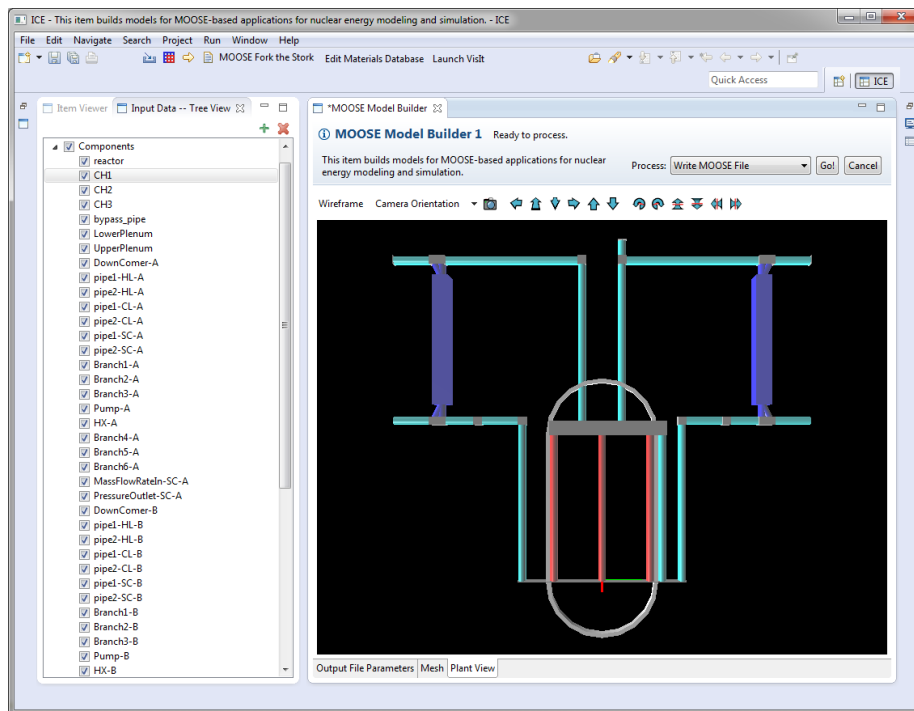 ICE - This item builds models for MOOSE-based applications for nuclear energy modeling and simulation. - ICE
File Edit Navigate Search Project Run Window Help
MOOSE Fork the Stork Edit Materials Database Launch VisIt
Quick Access
ICE
Item Viewer
Input Data -- Tree View
Components
reactor
CH1
CH2
CH3
bypass_pipe
LowerPlenum
UpperPlenum
DownComer-A
pipe1-HL-A
pipe2-HL-A
pipe1-CL-A
pipe2-CL-A
pipe1-SC-A
pipe2-SC-A
Branch1-A
Branch2-A
Branch3-A
Pump-A
HX-A
Branch4-A
Branch5-A
Branch6-A
MassFlowRateIn-SC-A
PressureOutlet-SC-A
DownComer-B
pipe1-HL-B
pipe2-HL-B
pipe1-CL-B
pipe2-CL-B
pipe1-SC-B
pipe2-SC-B
Branch1-B
Branch2-B
Branch3-B
Pump-B
HX-B
*MOOSE Model Builder
MOOSE Model Builder 1 Ready to process.
This item builds models for MOOSE-based applications for nuclear
energy modeling and simulation.
Process: Write MOOSE File Go! Cancel
Wireframe Camera Orientation
Output File Parameters Mesh Plant View